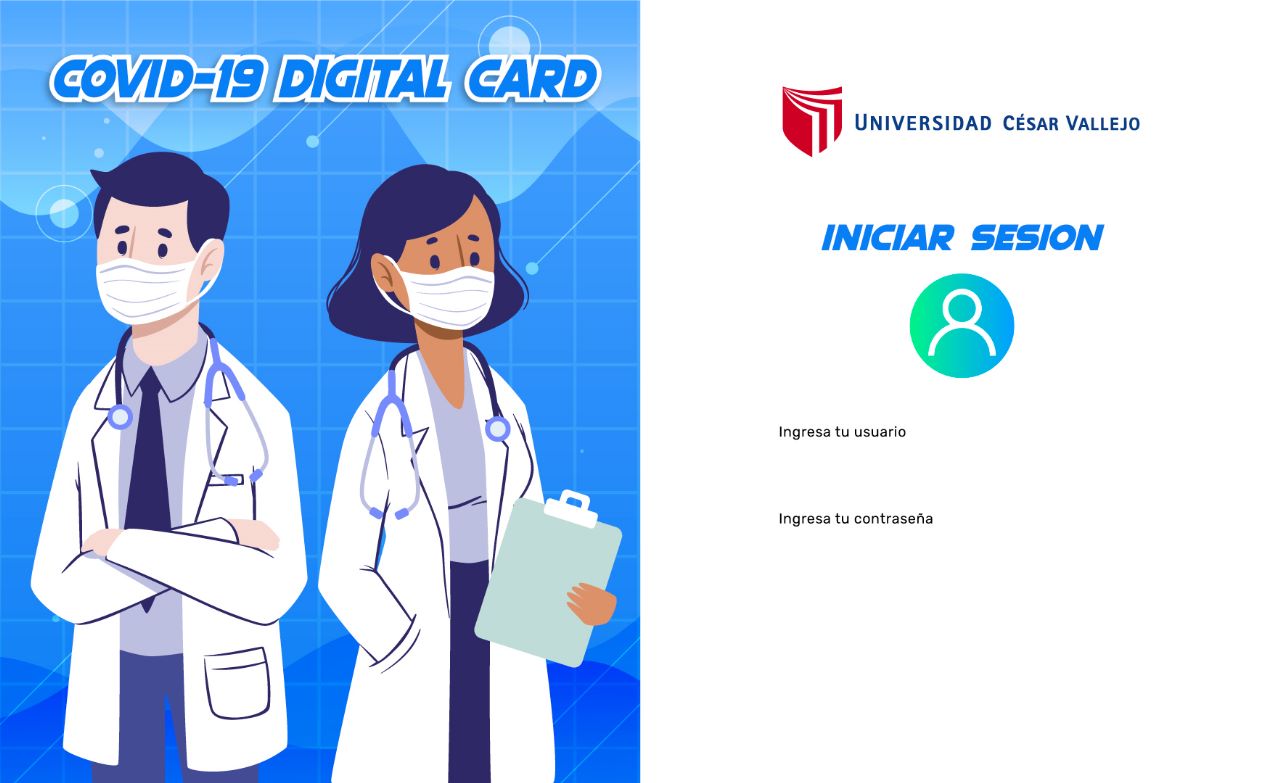 COVID-19 DIGITAL CARD
UNIVERSIDAD CÉSAR VALLEJO
INICIAR SESION
Ingresa tu usuario
Ingresa tu contraseña